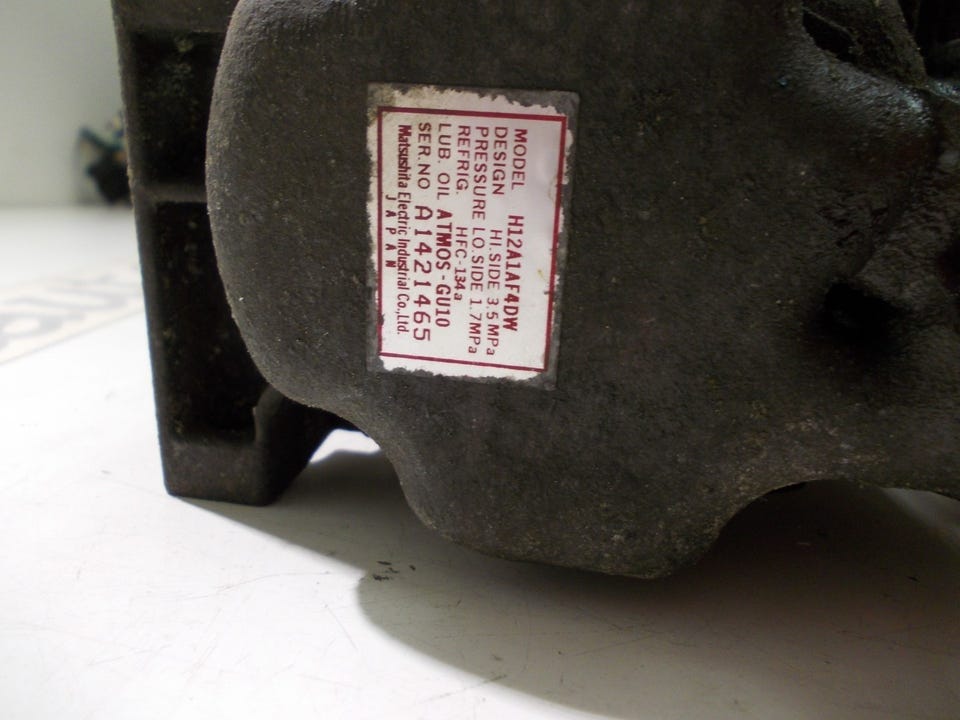 MODEL H12A1AF4DW
DESIGN HI.SIDE 3.5MPa
PRESSURE LO.SIDE 1.7MPa
REFRIG. HFC-134a
LUB. OIL ATMOS-GU10
SER.NO A1421465
Matsushita Electric Industrial Co.,Ltd.
JAPAN